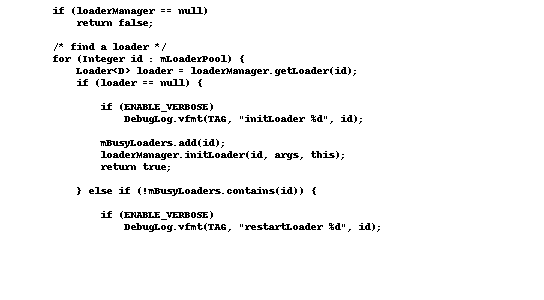 if (loaderManager == null)
return false;
/* find a loader */
for (Integer id : mLoaderPool) {
Loader<D> loader = loaderManager.getLoader(id);
if (loader == null) {
if (ENABLE_VERBOSE)
DebugLog.vfmt(TAG, "initLoader %d", id);
mBusyLoaders.add(id);
loaderManager.initLoader(id, args, this);
return true;
} else if (!mBusyLoaders.contains(id)) {
if (ENABLE_VERBOSE)
DebugLog.vfmt(TAG, "restartLoader %d", id);